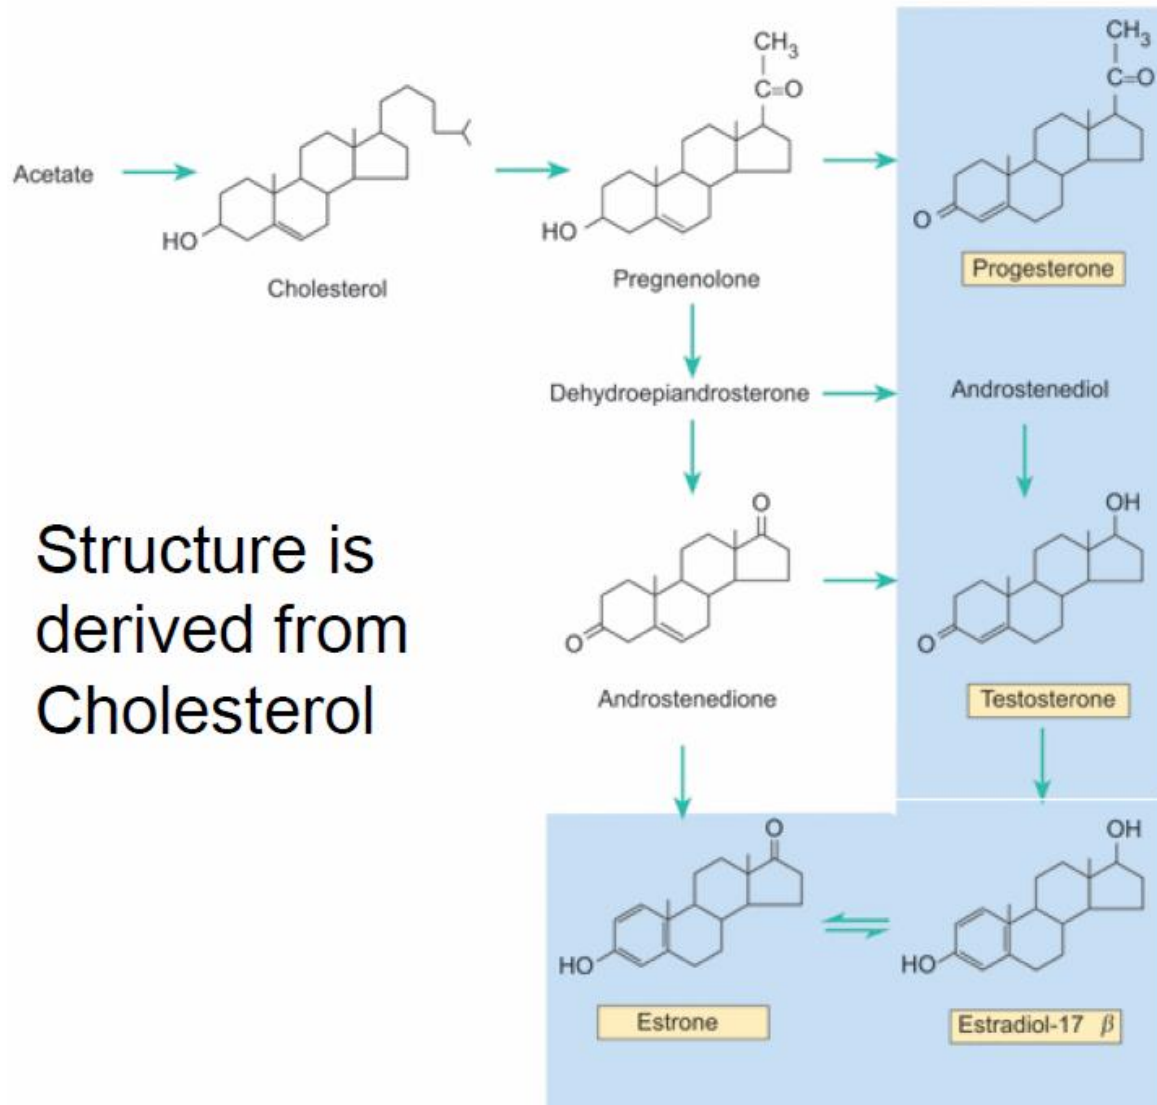 CH3
C=O
CH3
C=O
Acetate
HO
Cholesterol
HO
Pregnenolone
O
Progesterone
Dehydroepiandrosterone
Androstenediol
Structure is
derived from
Cholesterol
O
O
Androstenedione
OH
O
Testosterone
O
HO
Estrone
OH
HO
Estradiol-17 β